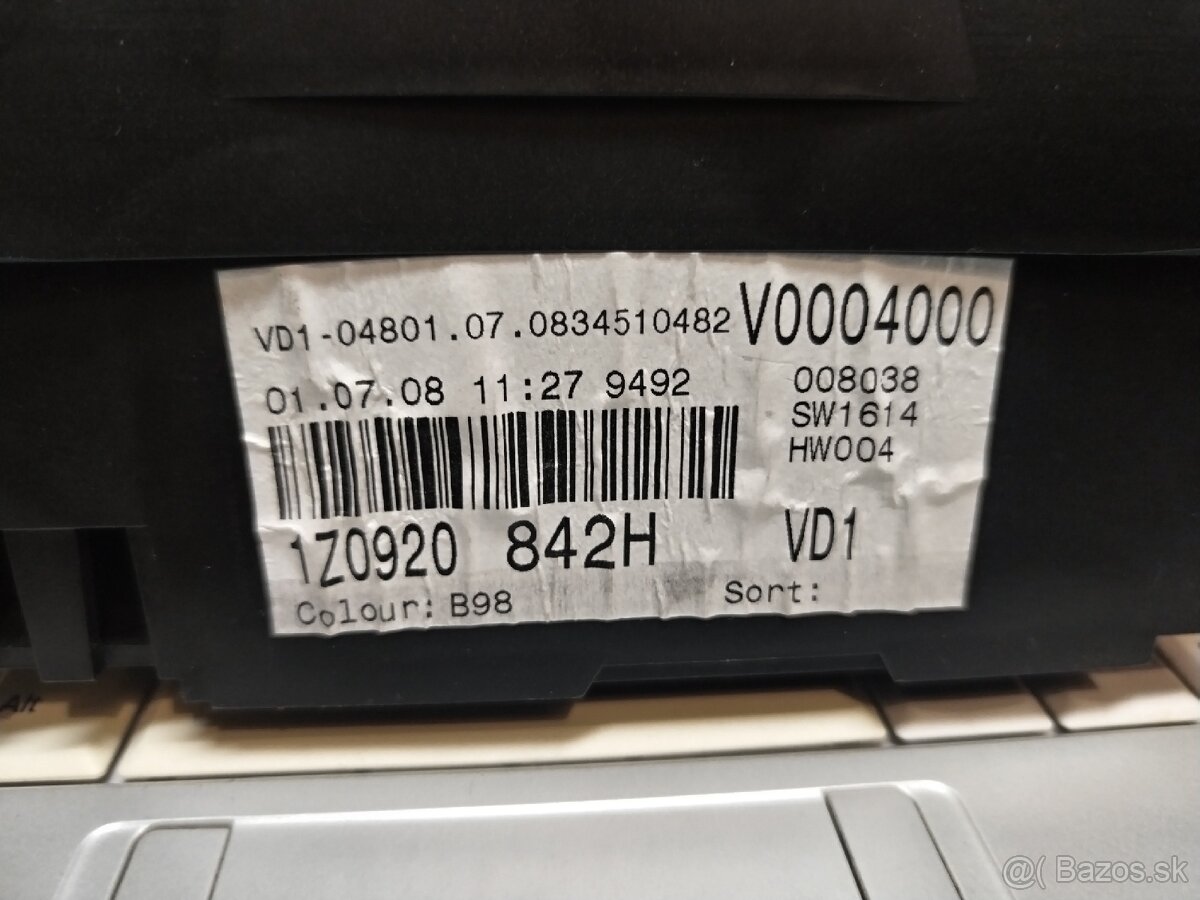 VD1-04801.07.0834510482 V0004000
01.07.08 11:27 9492
008038
SW1614
HW004
1Z0920 842H VD1
Colour: B98 Sort:
Alt
@( Bazos.sk